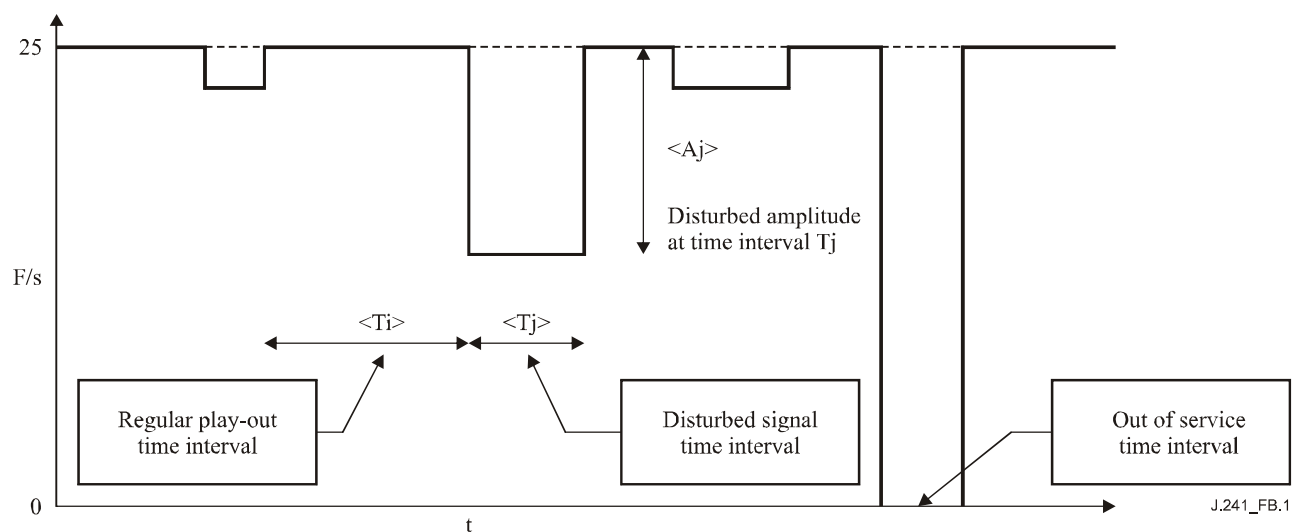 25
<Aj>
Disturbed amplitude
at time interval Tj
F/s
<Ti>
<Tj>
Regular play-out
time interval
Disturbed signal
time interval
Out of service
time interval
0
t
J.241_FB.1